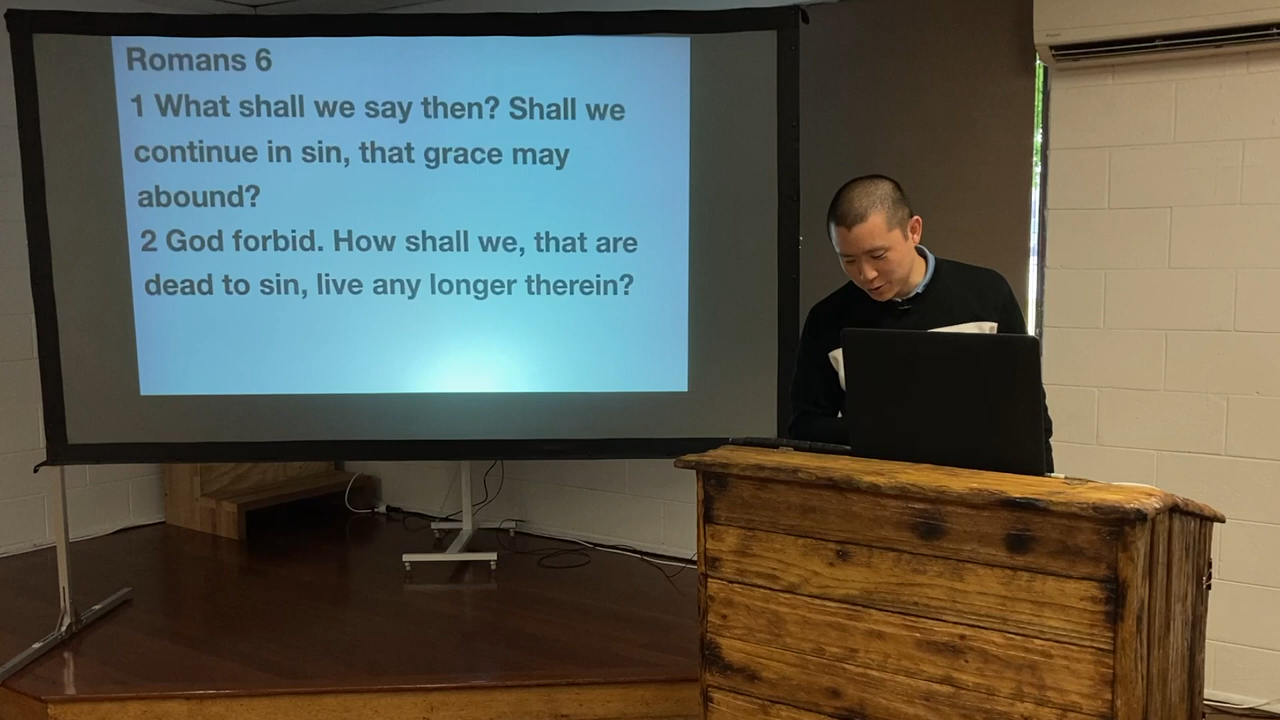 Romans 6
1 What shall we say then? Shall we
continue in sin, that grace may
abound?
2 God forbid. How shall we, that are
dead to sin, live any longer therein?